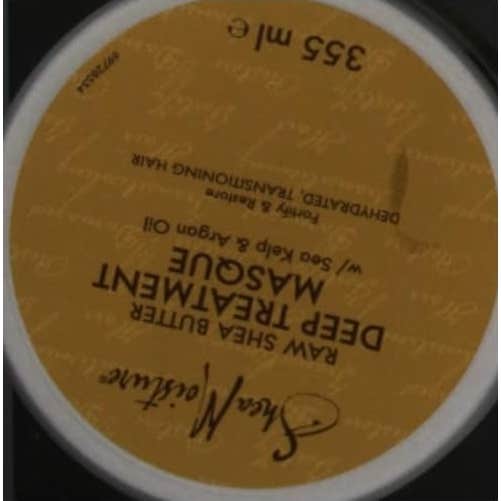 SheaMoisture®
RAW SHEA BUTTER
DEEP TREATMENT
MASQUE
w/ Sea Kelp & Argan Oil
Fortify & Restore
DEHYDRATED, TRANSITIONING HAIR
355 ml e